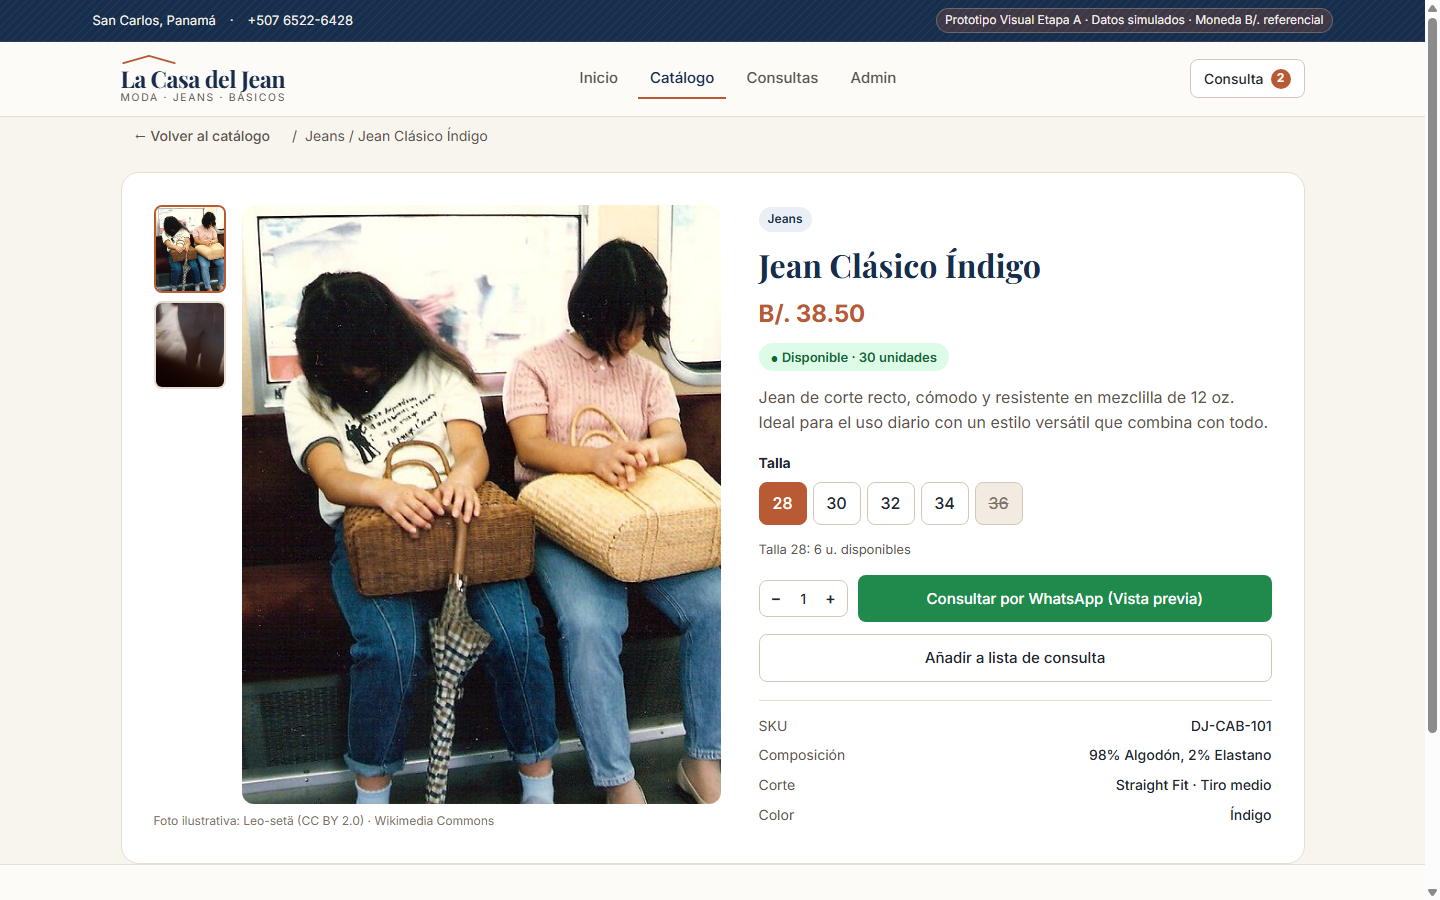 San Carlos, Panamá · +507 6522-6428
Prototipo Visual Etapa A · Datos simulados · Moneda B/. referencial
La Casa del Jean
MODA · JEANS · BÁSICOS
Inicio
Catálogo
Consultas
Admin
Consulta 2
← Volver al catálogo / Jeans / Jean Clásico Índigo
Jeans
Jean Clásico Índigo
B/. 38.50
● Disponible · 30 unidades
Jean de corte recto, cómodo y resistente en mezclilla de 12 oz.
Ideal para el uso diario con un estilo versátil que combina con todo.
Talla
28 30 32 34 36
Talla 28: 6 u. disponibles
− 1 +
Consultar por WhatsApp (Vista previa)
Añadir a lista de consulta
SKU DJ-CAB-101
Composición 98% Algodón, 2% Elastano
Corte Straight Fit · Tiro medio
Color Índigo
Foto ilustrativa: Leo-setä (CC BY 2.0) · Wikimedia Commons